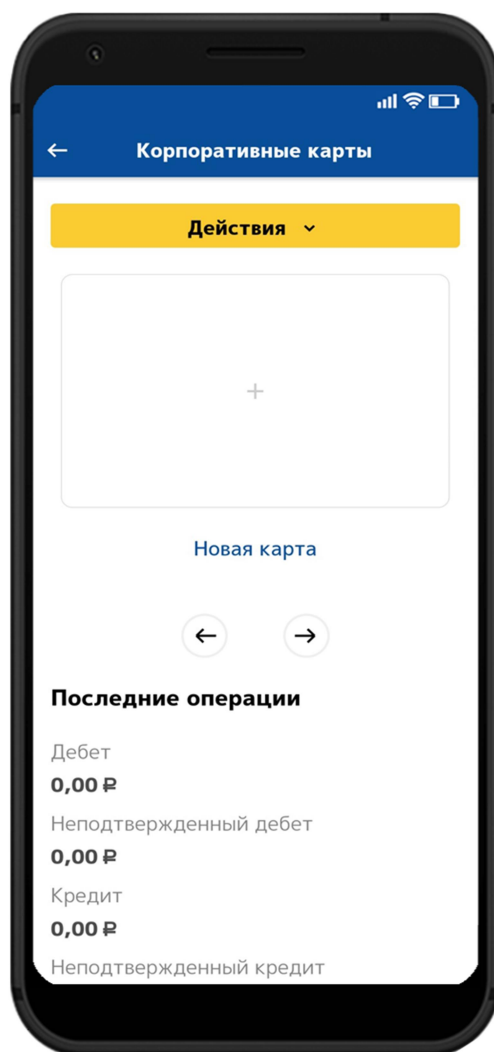 Корпоративные карты
Действия
Новая карта
Последние операции
Дебет
0,00 ₽
Неподтвержденный дебет
0,00 ₽
Кредит
0,00 ₽
Неподтвержденный кредит